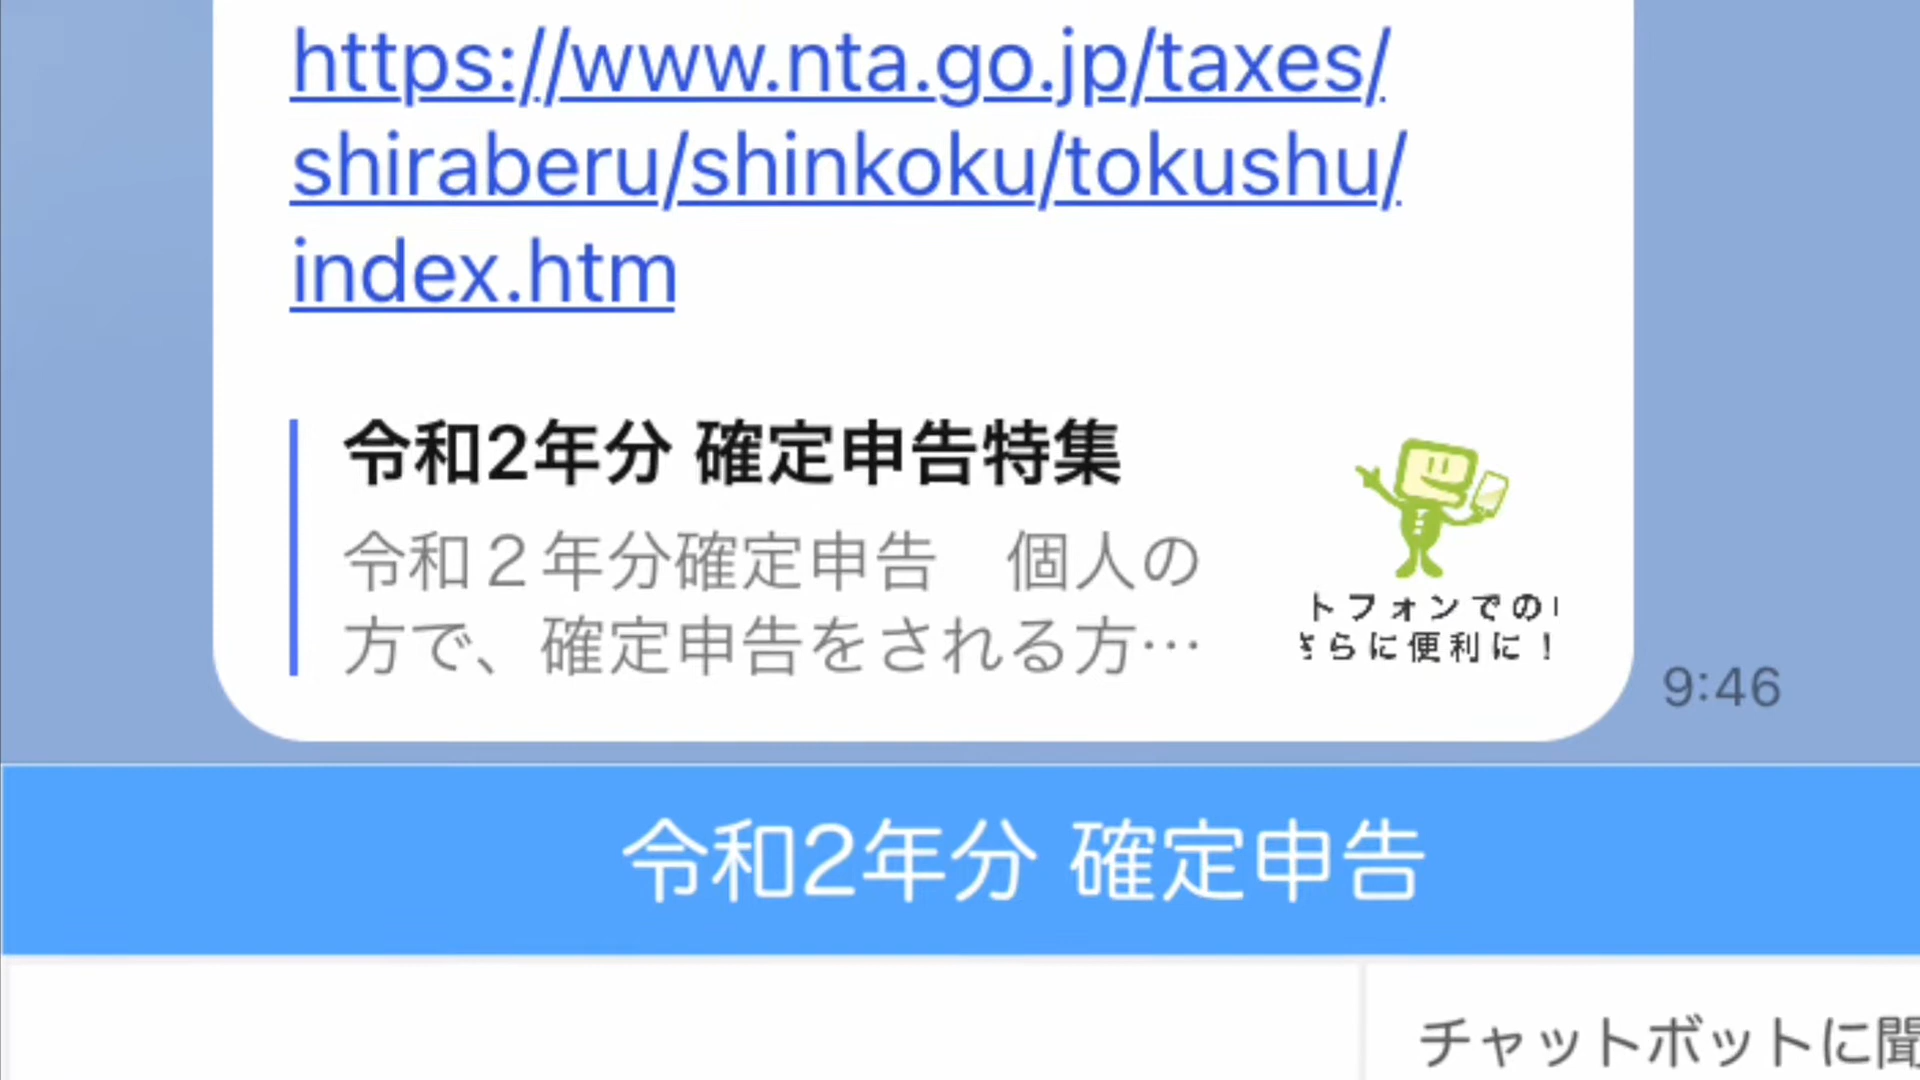 https://www.nta.go.jp/taxes/
shiraberu/shinkoku/tokushu/
index.htm
令和2年分 確定申告特集
令和２年分確定申告　個人の
方で、確定申告をされる方…
トフォンでの
さらに便利に！
9:46
令和2年分 確定申告
チャットボットに聞